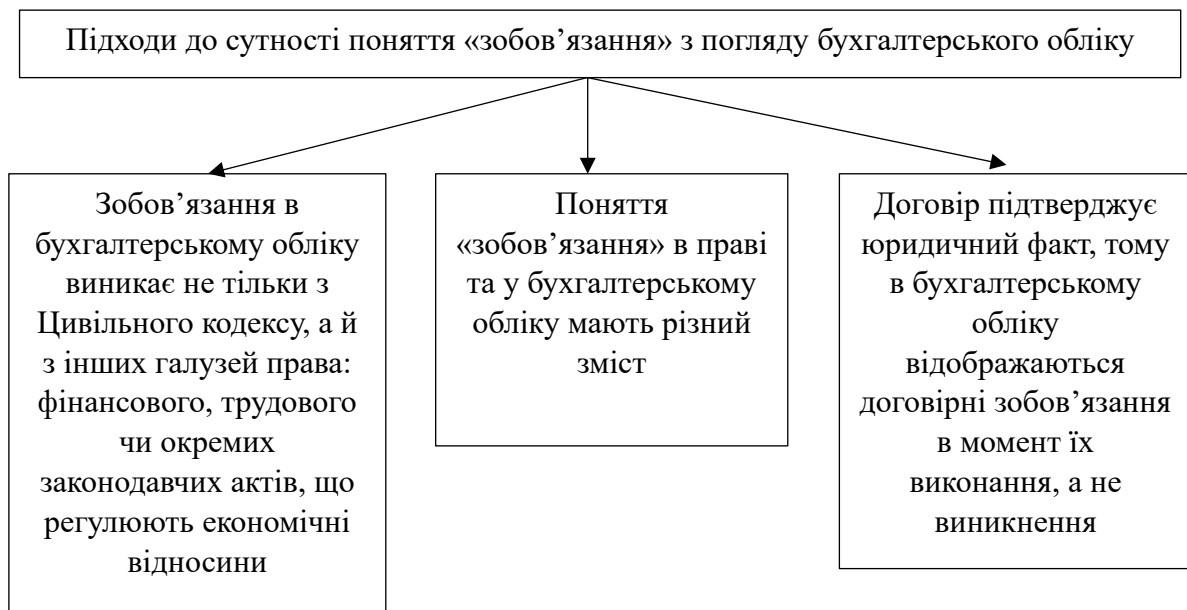 Підходи до сутності поняття «зобов’язання» з погляду бухгалтерського обліку
Зобов’язання в
бухгалтерському обліку
виникає не тільки з
Цивільного кодексу, а й
з інших галузей права:
фінансового, трудового
чи окремих
законодавчих актів, що
регулюють економічні
відносини
Поняття
«зобов’язання» в праві
та у бухгалтерському
обліку мають різний
зміст
Договір підтверджує
юридичний факт, тому
в бухгалтерському
обліку
відображаються
договірні зобов’язання
в момент їх
виконання, а не
виникнення